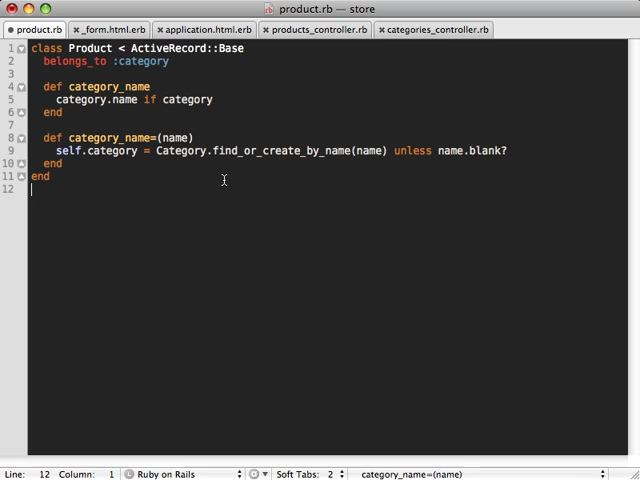 product.rb — store
product.rb
_form.html.erb
application.html.erb
products_controller.rb
categories_controller.rb
1 class Product < ActiveRecord::Base
2 belongs_to :category
3
4 def category_name
5 category.name if category
6 end
7
8 def category_name=(name)
9 self.category = Category.find_or_create_by_name(name) unless name.blank?
10 end
11 end
12
Line: 12 Column: 1 Ruby on Rails Soft Tabs: 2 category_name=(name)